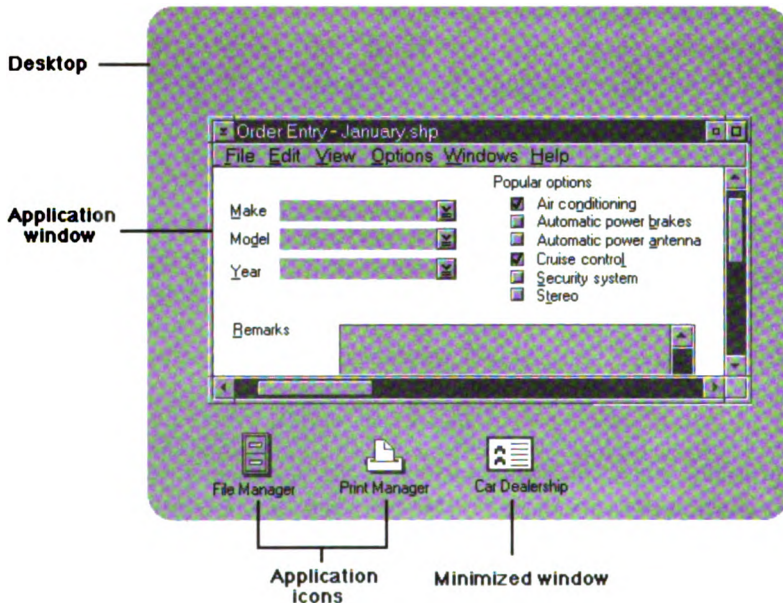 Desktop
Order Entry - January.shp
File Edit View Options Windows Help
Popular options
Make
Air conditioning
Automatic power brakes
Application
window
Model
Automatic power antenna
Cruise control
Year
Security system
Stereo
Remarks
File Manager
Print Manager
Car Dealership
Application
icons
Minimized window